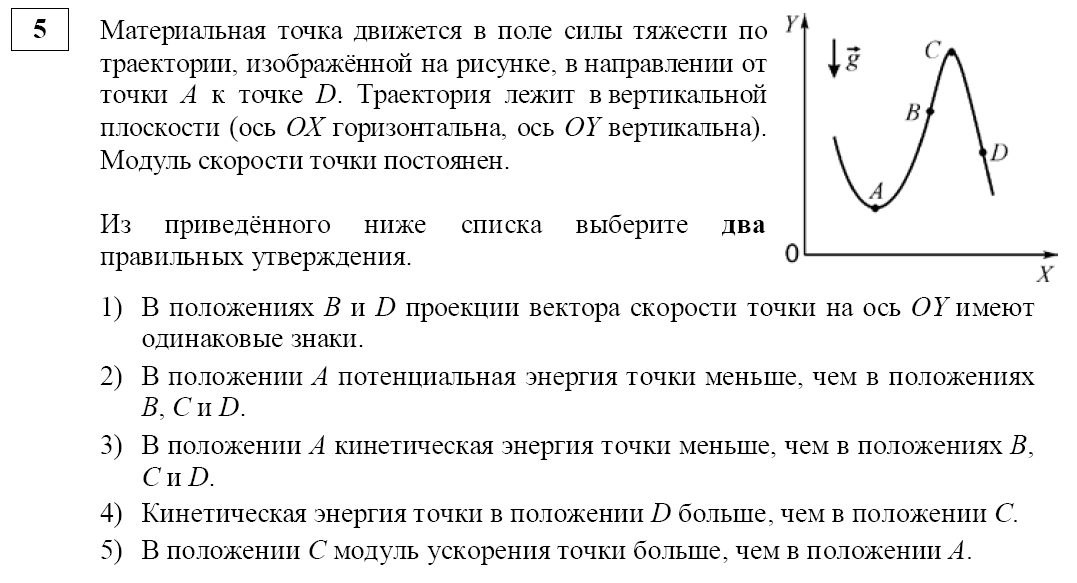 5
Материальная точка движется в поле силы тяжести по
траектории, изображённой на рисунке, в направлении от
точки A к точке D. Траектория лежит в вертикальной
плоскости (ось OX горизонтальна, ось OY вертикальна).
Модуль скорости точки постоянен.
Из приведённого ниже списка выберите два
правильных утверждения.
Y
g⃗
C
B
D
A
0
X
1) В положениях B и D проекции вектора скорости точки на ось OY имеют
одинаковые знаки.
2) В положении A потенциальная энергия точки меньше, чем в положениях
B, C и D.
3) В положении A кинетическая энергия точки меньше, чем в положениях B,
C и D.
4) Кинетическая энергия точки в положении D больше, чем в положении C.
5) В положении C модуль ускорения точки больше, чем в положении A.